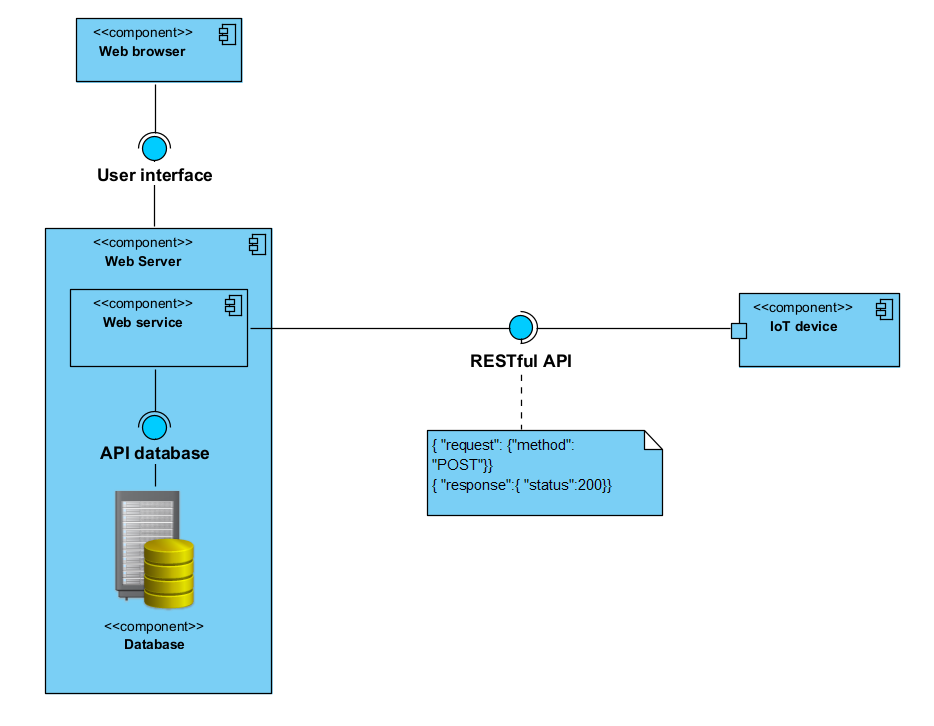 <<component>>
Web browser
User interface
<<component>>
Web Server
<<component>>
Web service
<<component>>
IoT device
RESTful API
{ "request": {"method":
"POST"}}
{ "response":{ "status":200}}
API database
<<component>>
Database